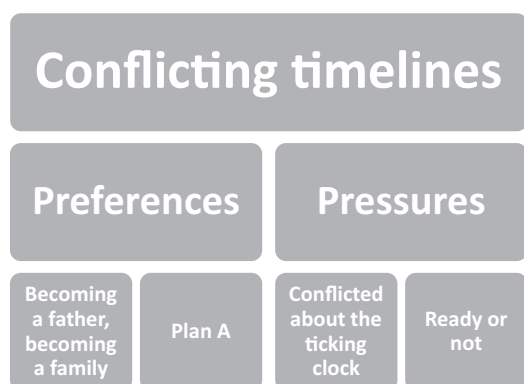 Conflicting timelines
Preferences
Pressures
Becoming
a father,
becoming
a family
Plan A
Conflicted
about the
ticking
clock
Ready or
not